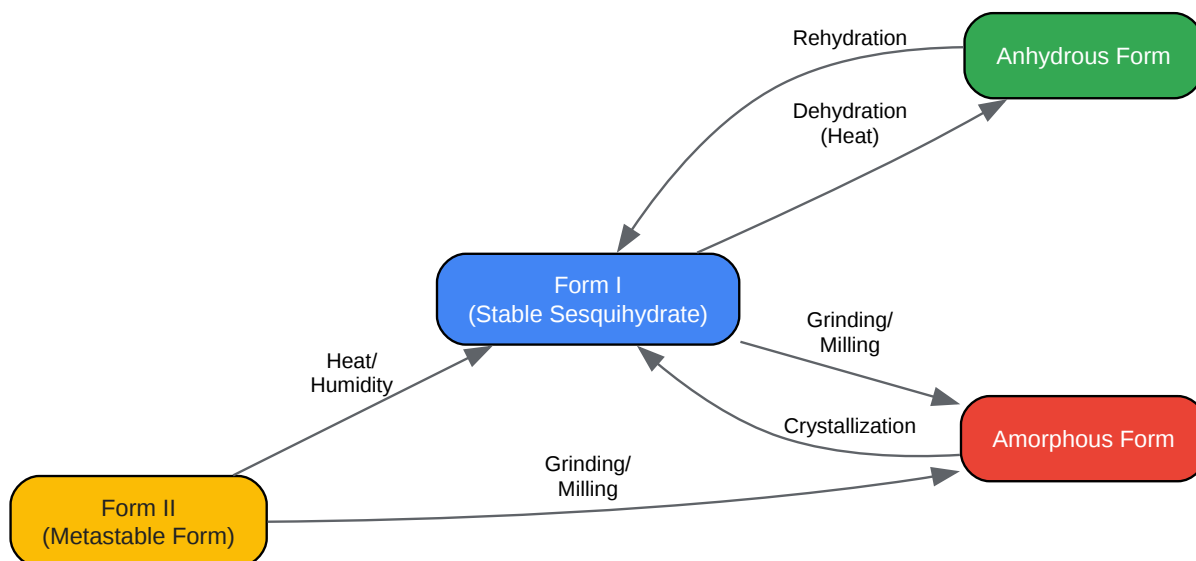 Rehydration
Anhydrous Form
Dehydration
(Heat)
Form I
(Stable Sesquihydrate)
Grinding/
Milling
Heat/
Humidity
Crystallization
Amorphous Form
Grinding/
Milling
Form II
(Metastable Form)